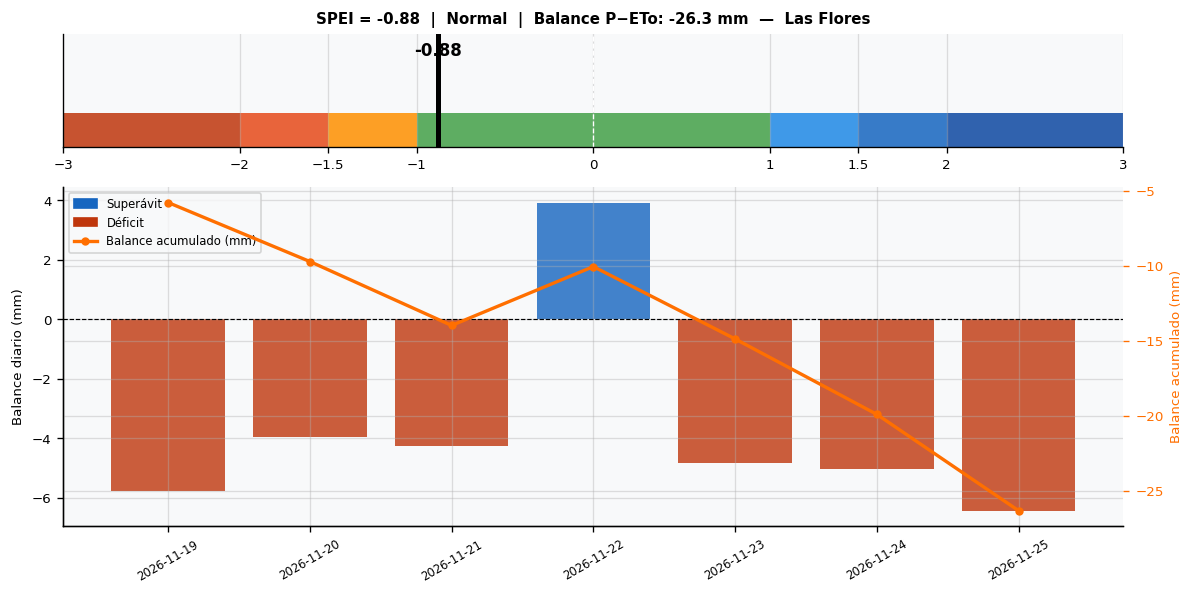 SPEI = -0.88  |  Normal  |  Balance P−ETo: -26.3 mm  —  Las Flores
-0.88
−3 −2 −1.5 −1 0 1 1.5 2 3
Superávit
Déficit
Balance acumulado (mm)
Balance diario (mm)
4
2
0
−2
−4
−6
−5
−10
−15
−20
−25
Balance acumulado (mm)
2026-11-19 2026-11-20 2026-11-21 2026-11-22 2026-11-23 2026-11-24 2026-11-25